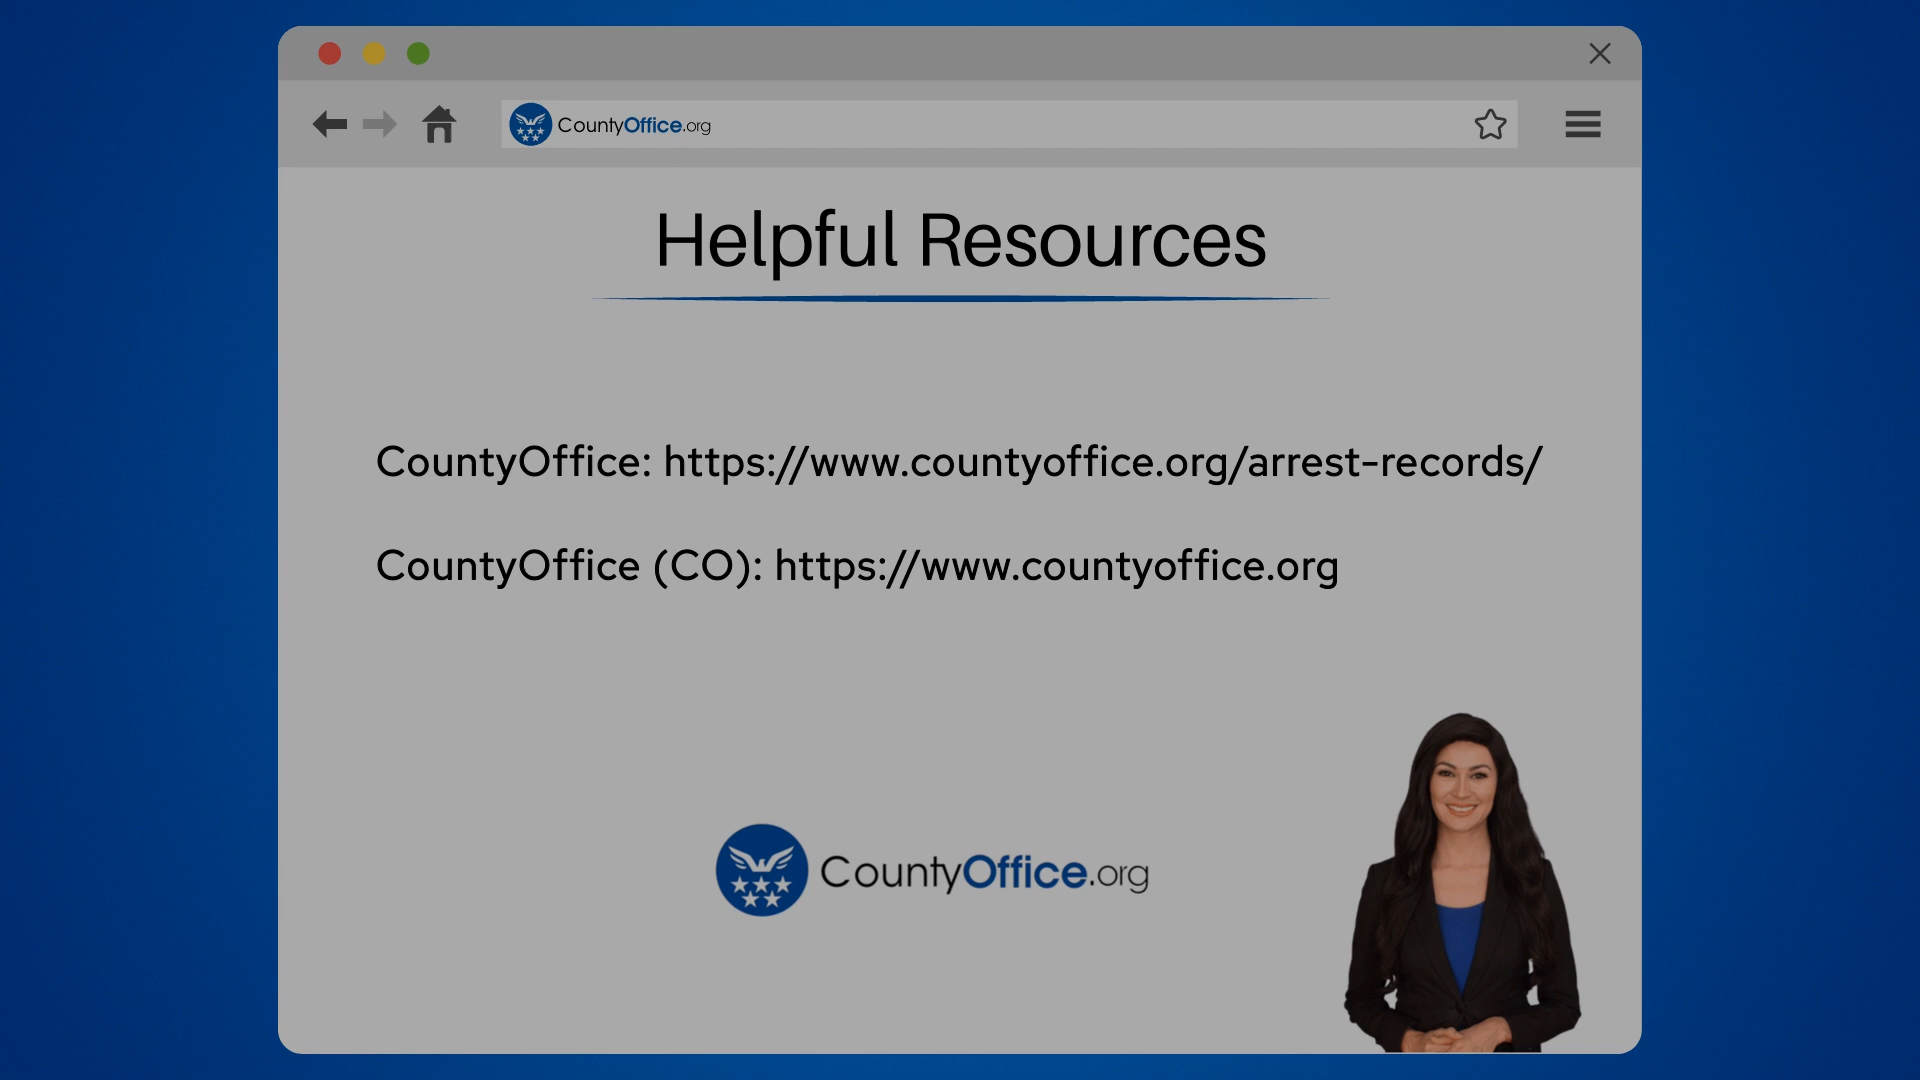 CountyOffice.org
Helpful Resources
CountyOffice: https://www.countyoffice.org/arrest-records/
CountyOffice (CO): https://www.countyoffice.org
CountyOffice.org